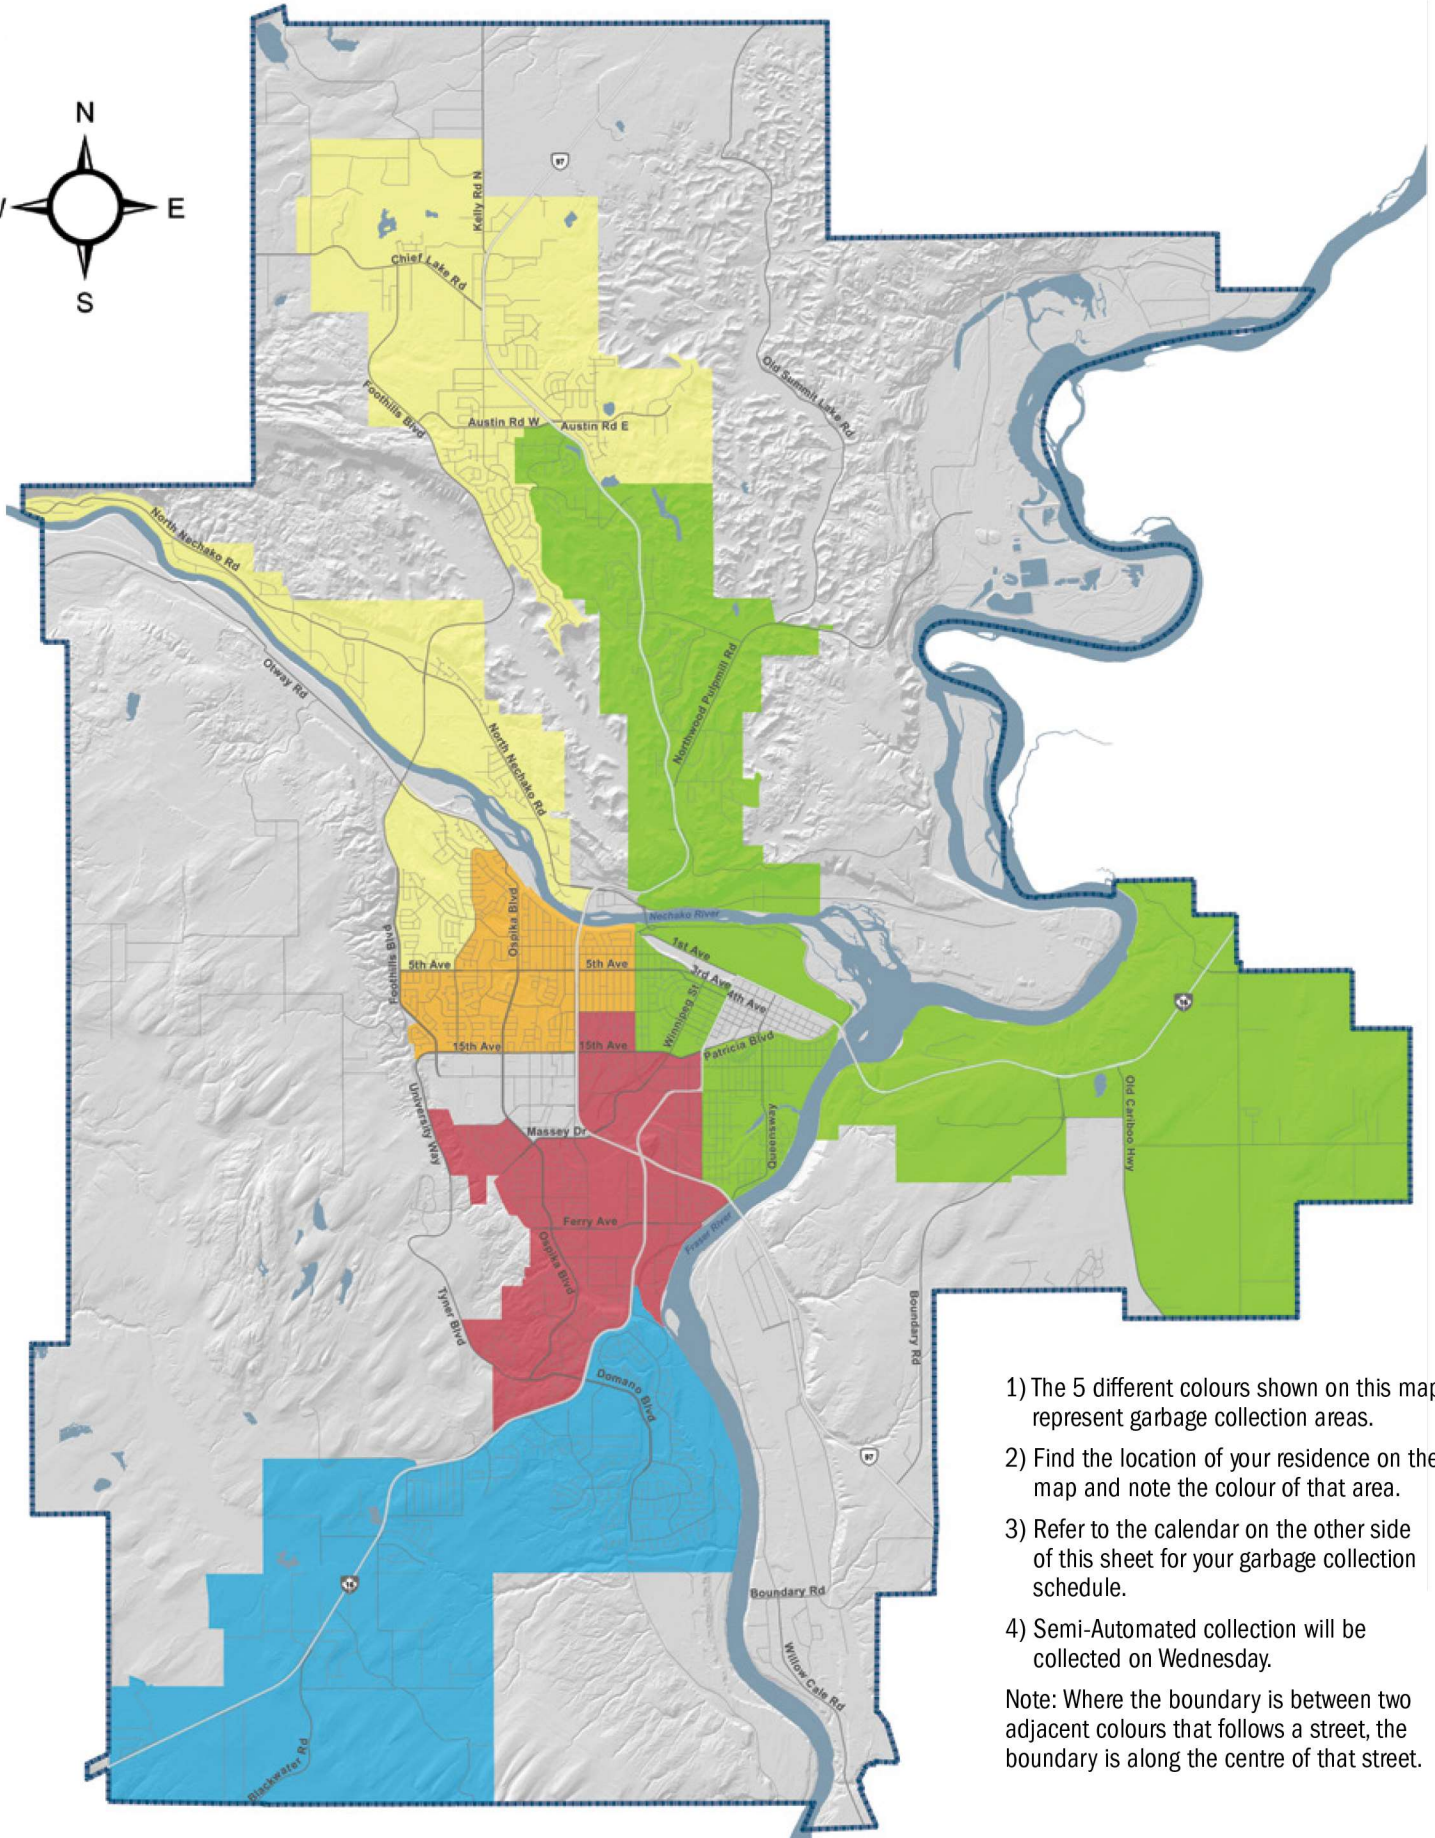 N
E
S
97
Kelly Rd N
Chief Lake Rd
Old Summit Lake Rd
Foothills Blvd
Austin Rd W
Austin Rd E
North Nechako Rd
Otway Rd
Northwood Pulpmill Rd
North Nechako Rd
Ospika Blvd
Nechako River
Foothills Blvd
1st Ave
5th Ave
5th Ave
3rd Ave
4th Ave
16
Winnipeg St
15th Ave
15th Ave
Patricia Blvd
University Way
Queensway
Old Cariboo Hwy
Massey Dr
Ferry Ave
Fraser River
Ospika Blvd
Tyner Blvd
Boundary Rd
Domano Blvd
97
16
Boundary Rd
Willow Cale Rd
Blackwater Rd
1) The 5 different colours shown on this map
represent garbage collection areas.
2) Find the location of your residence on the
map and note the colour of that area.
3) Refer to the calendar on the other side
of this sheet for your garbage collection
schedule.
4) Semi-Automated collection will be
collected on Wednesday.
Note: Where the boundary is between two
adjacent colours that follows a street, the
boundary is along the centre of that street.